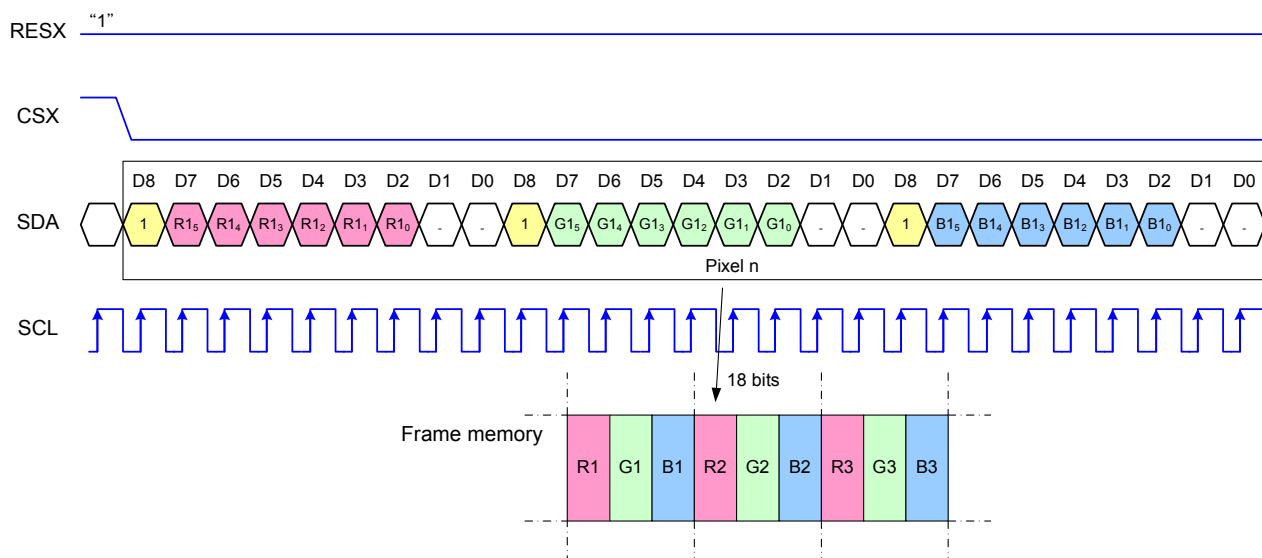 RESX “1”
CSX
D8 D7 D6 D5 D4 D3 D2 D1 D0 D8 D7 D6 D5 D4 D3 D2 D1 D0 D8 D7 D6 D5 D4 D3 D2 D1 D0
SDA 1 R1₅ R1₄ R1₃ R1₂ R1₁ R1₀ - - 1 G1₅ G1₄ G1₃ G1₂ G1₁ G1₀ - - 1 B1₅ B1₄ B1₃ B1₂ B1₁ B1₀ - -
Pixel n
SCL
18 bits
Frame memory
R1 G1 B1 R2 G2 B2 R3 G3 B3